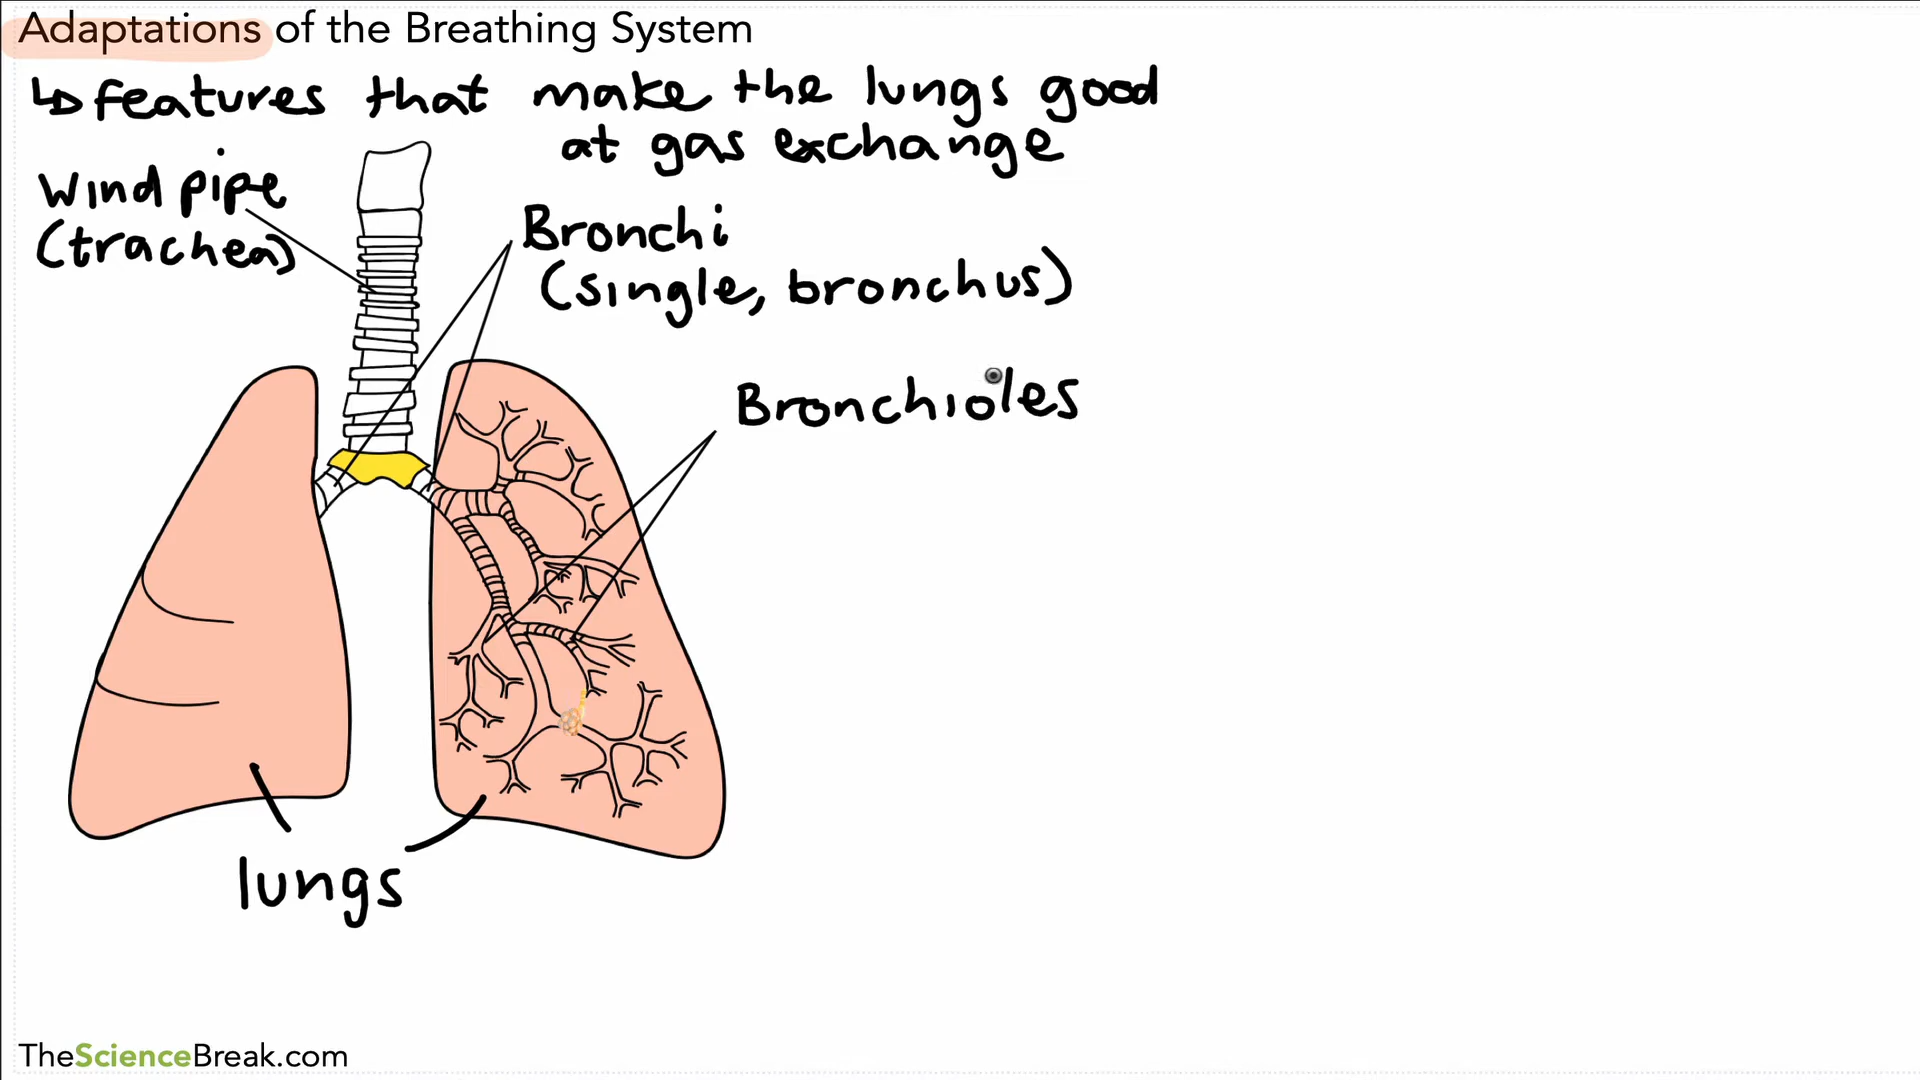 Adaptations of the Breathing System
↳ features that make the lungs good
at gas exchange
Wind pipe
(trachea)
Bronchi
(single, bronchus)
Bronchioles
lungs
TheScienceBreak.com